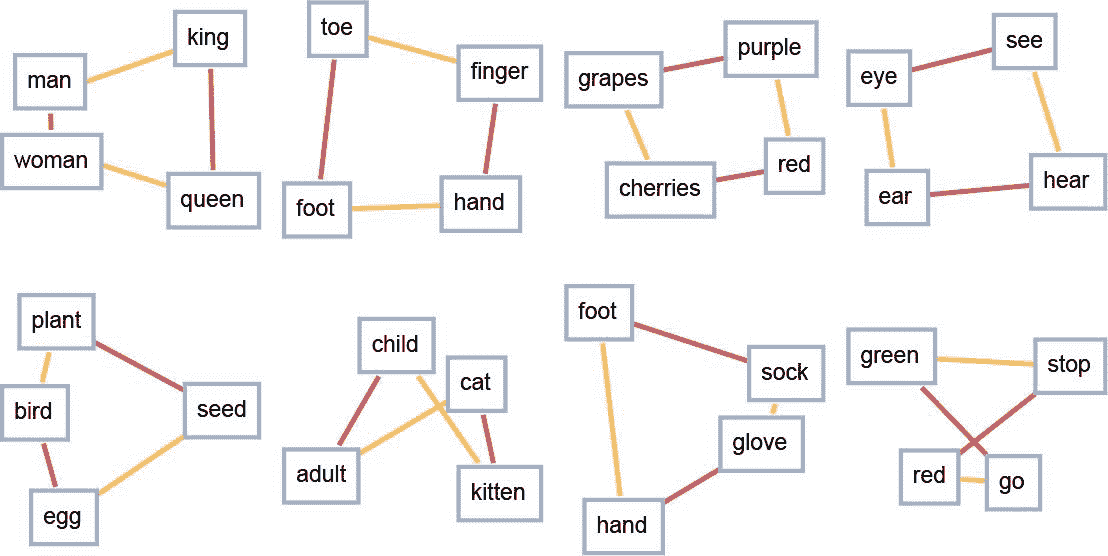 king
man
woman
queen
toe
finger
foot
hand
purple
grapes
cherries
red
see
eye
ear
hear
plant
bird
seed
egg
child
cat
adult
kitten
foot
sock
glove
hand
green
stop
red
go